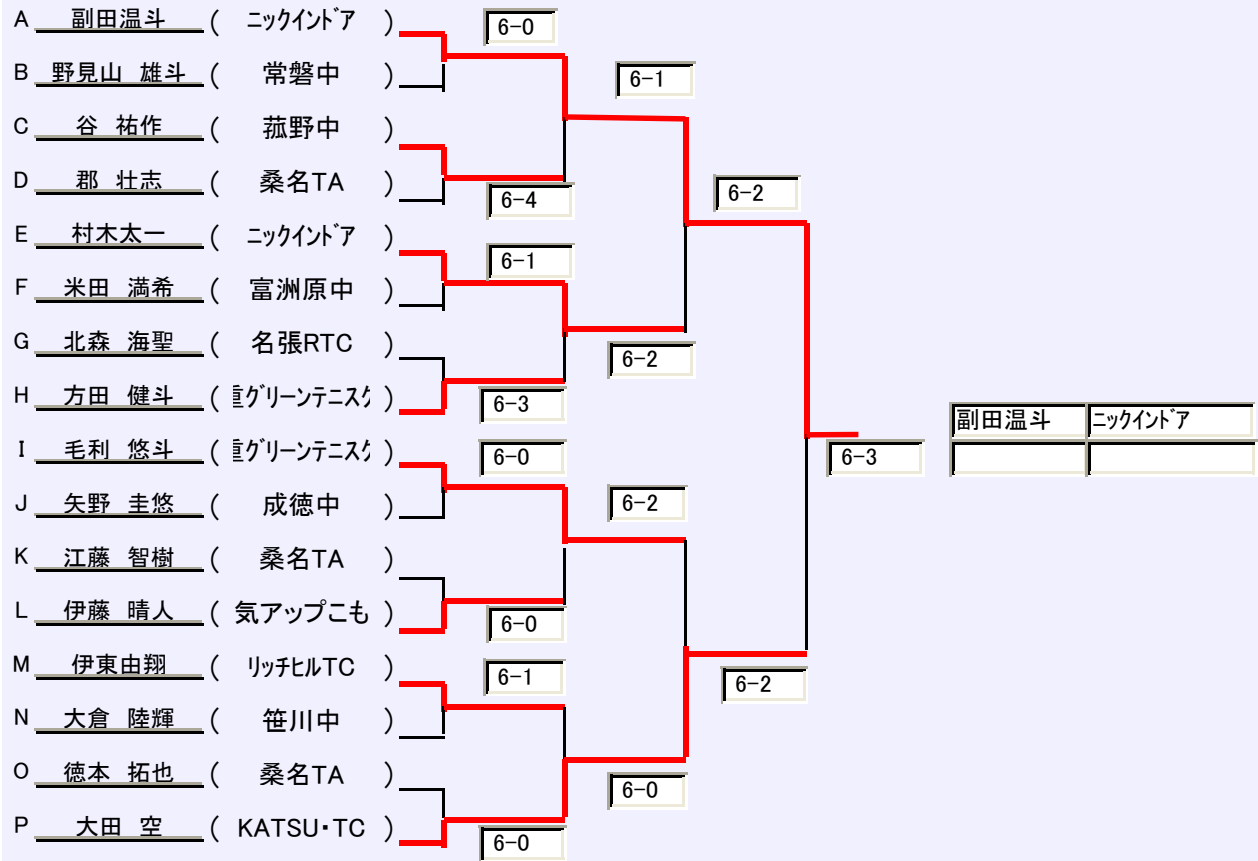 A 副田温斗 ( ニックインドア ) 6-0
B 野見山 雄斗 ( 常磐中 ) 6-1
C 谷 祐作 ( 菰野中 )
D 郡 壮志 ( 桑名TA ) 6-4 6-2
E 村木太一 ( ニックインドア ) 6-1
F 米田 満希 ( 富洲原中 )
G 北森 海聖 ( 名張RTC ) 6-2
H 方田 健斗 ( 重グリーンテニスク ) 6-3
副田温斗 ニックインドア
I 毛利 悠斗 ( 重グリーンテニスク ) 6-0 6-3
J 矢野 圭悠 ( 成徳中 ) 6-2
K 江藤 智樹 ( 桑名TA )
L 伊藤 晴人 ( 気アップこも ) 6-0
M 伊東由翔 ( リッチヒルTC ) 6-1 6-2
N 大倉 陸輝 ( 笹川中 )
O 徳本 拓也 ( 桑名TA ) 6-0
P 大田 空 ( KATSU・TC ) 6-0